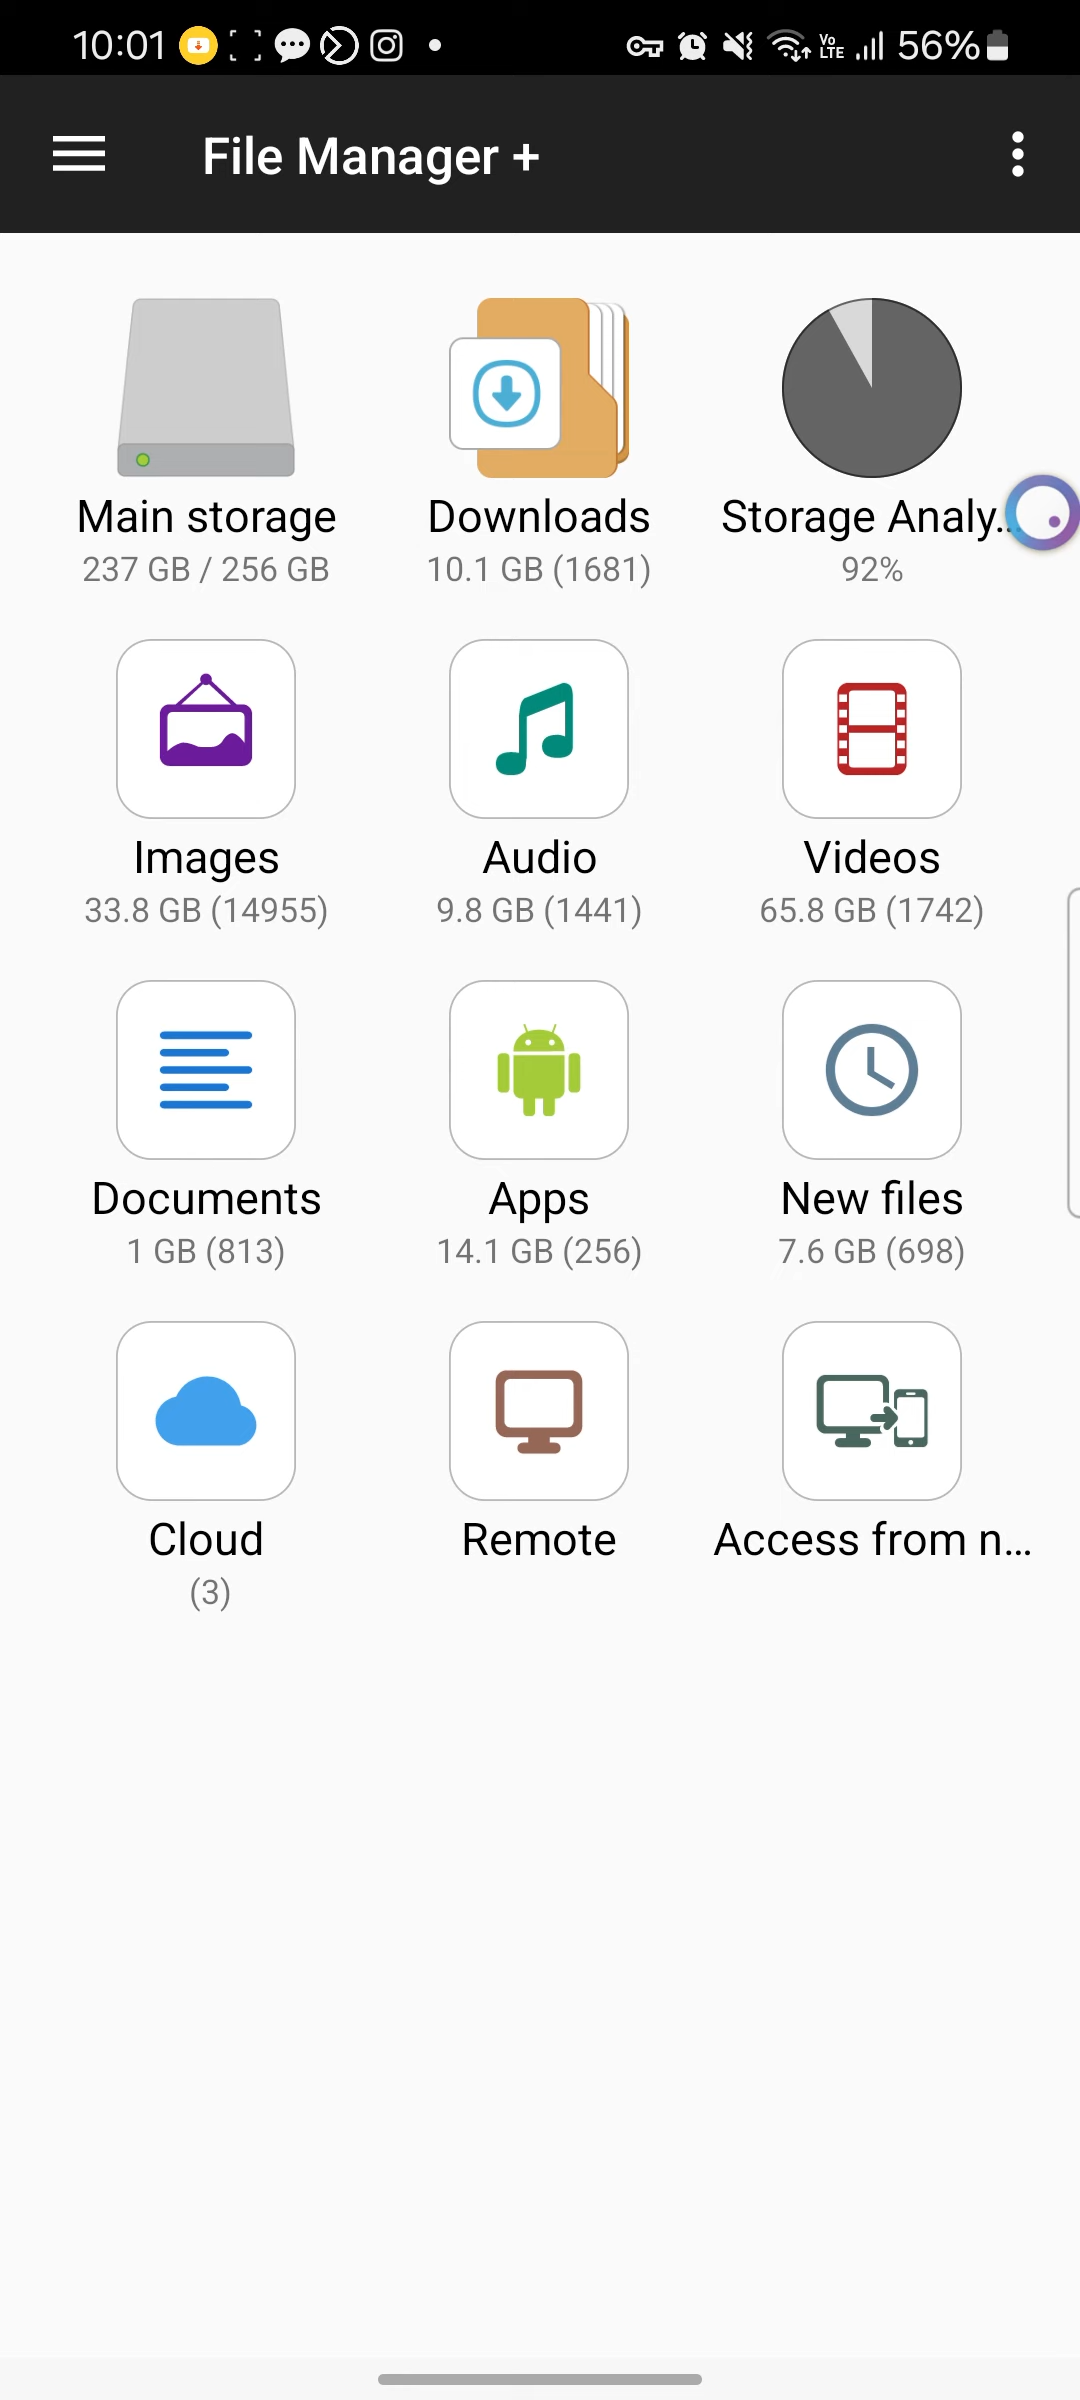 10:01 Vo LTE 56%
File Manager +
Main storage Downloads Storage Analy...
237 GB / 256 GB 10.1 GB (1681) 92%
Images Audio Videos
33.8 GB (14955) 9.8 GB (1441) 65.8 GB (1742)
Documents Apps New files
1 GB (813) 14.1 GB (256) 7.6 GB (698)
Cloud Remote Access from n...
(3)